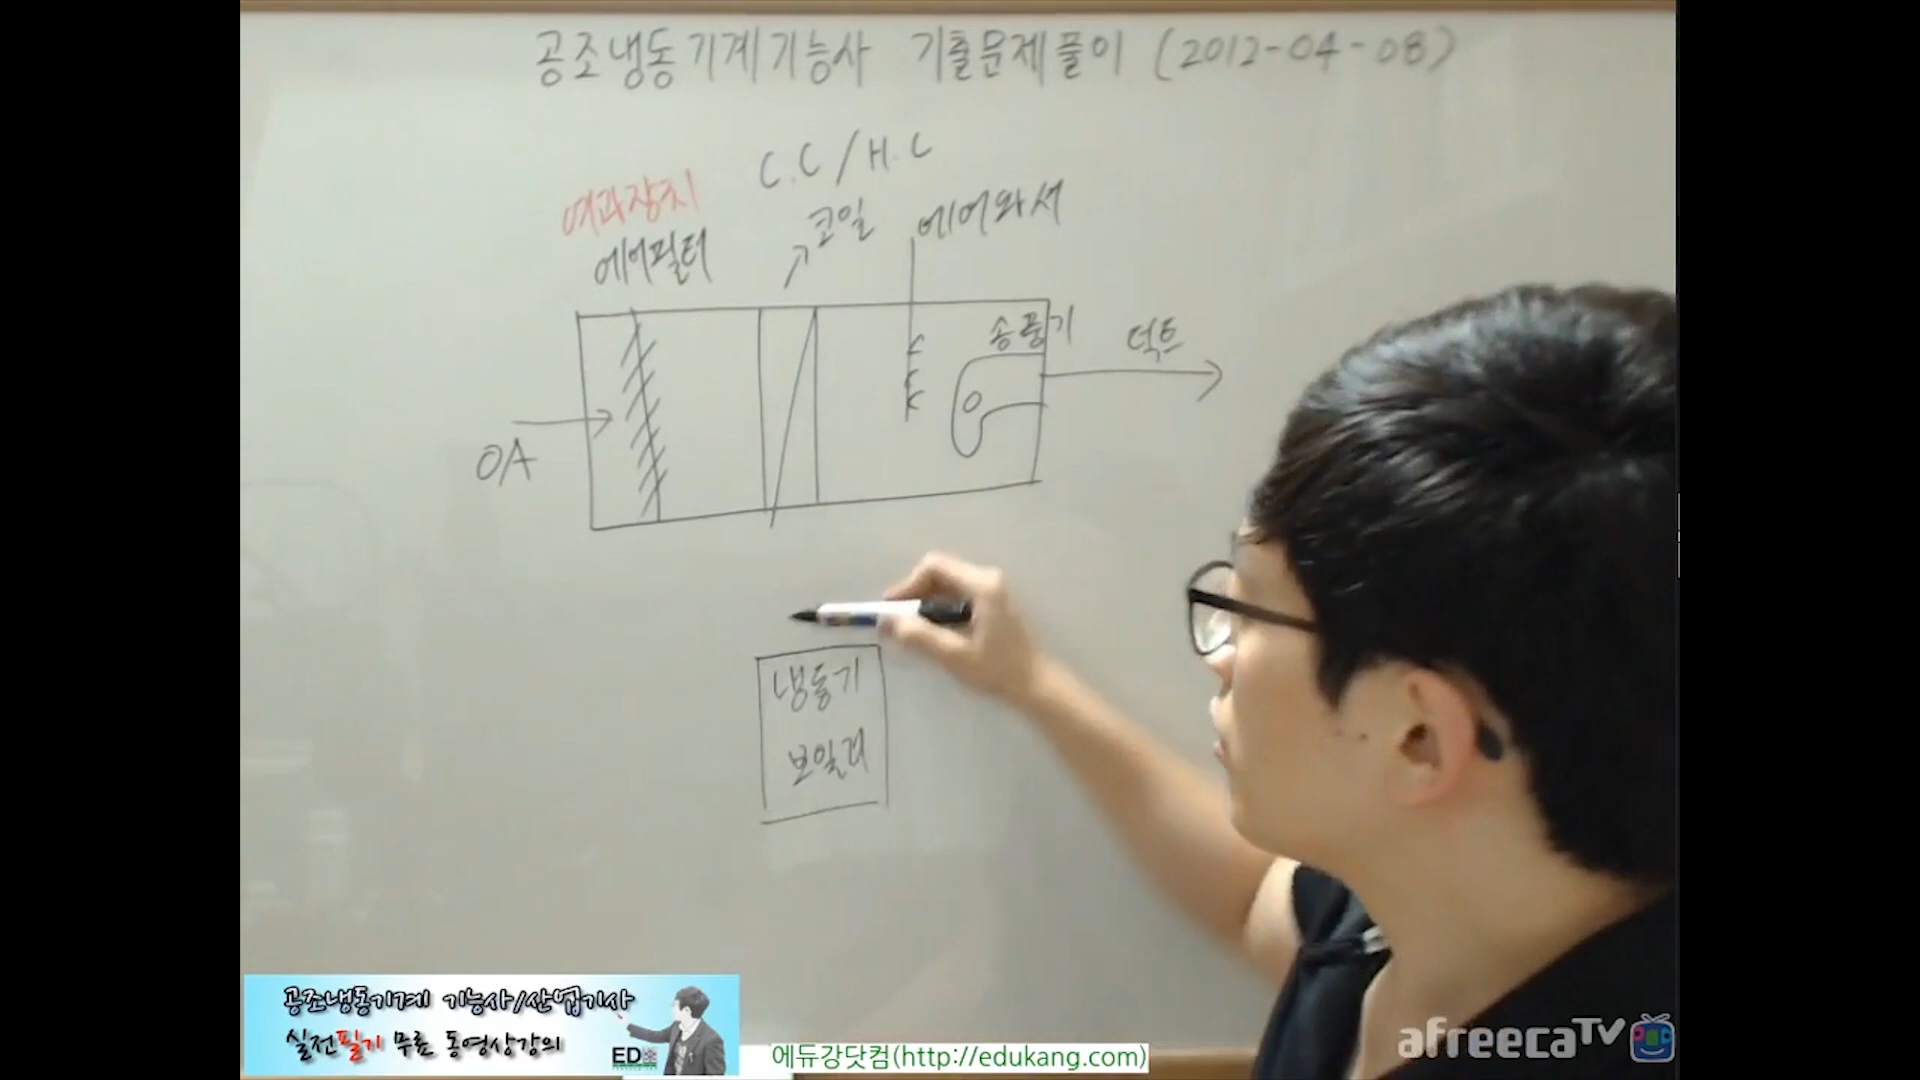 공조냉동기계기능사 기출문제풀이 (2012-04-08)
C.C/H.C
여과장치
코일
에어와셔
에어필터
송풍기
덕트
OA
냉동기
보일러
공조냉동기계 기능사/산업기사
실전필기 무료 동영상강의
에듀강닷컴(http://edukang.com)
afreecaTV